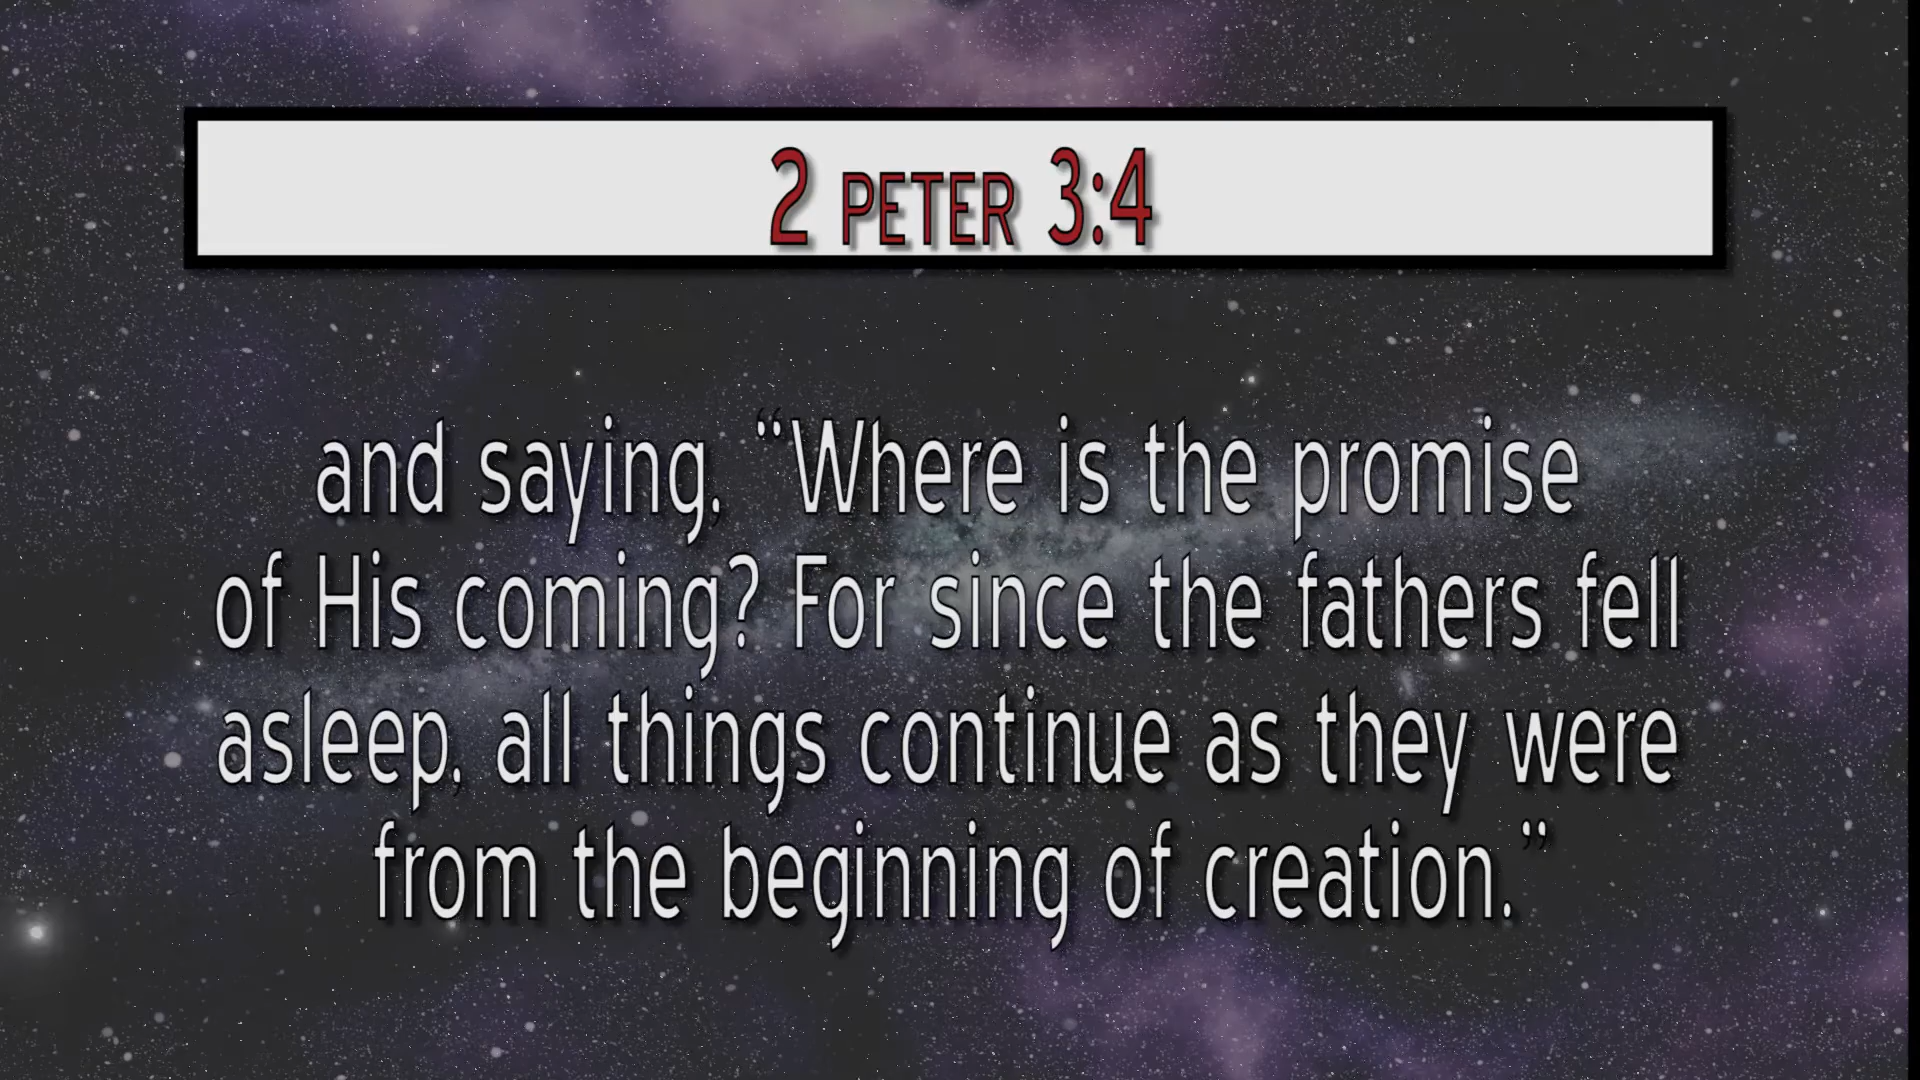 2 PETER 3:4
and saying, “Where is the promise
of His coming? For since the fathers fell
asleep, all things continue as they were
from the beginning of creation.”